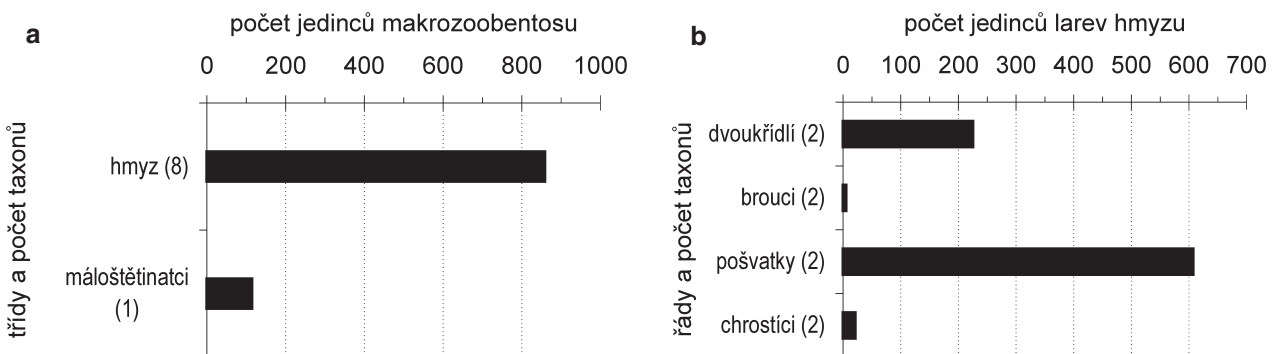 a
počet jedinců makrozoobentosu
0 200 400 600 800 1000
třídy a počet taxonů
hmyz (8)
máloštětinatci
(1)
b
počet jedinců larev hmyzu
0 100 200 300 400 500 600 700
řády a počet taxonů
dvoukřídlí (2)
brouci (2)
pošvatky (2)
chrostíci (2)